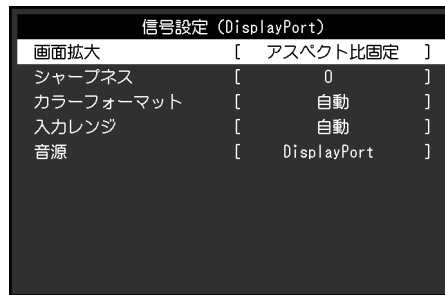 信号設定 (DisplayPort)
画面拡大 [ アスペクト比固定 ]
シャープネス [ 0 ]
カラーフォーマット [ 自動 ]
入力レンジ [ 自動 ]
音源 [ DisplayPort ]